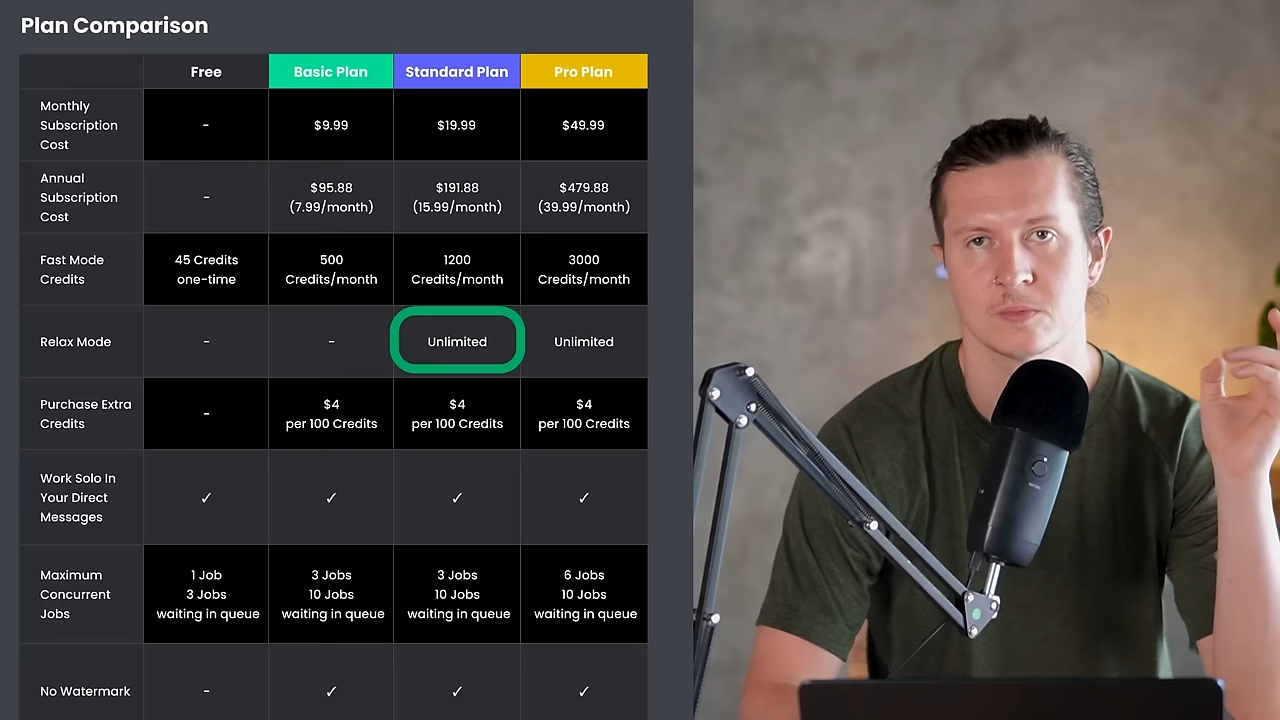 Plan Comparison
Free
Basic Plan
Standard Plan
Pro Plan
Monthly
Subscription
Cost
-
$9.99
$19.99
$49.99
Annual
Subscription
Cost
-
$95.88
(7.99/month)
$191.88
(15.99/month)
$479.88
(39.99/month)
Fast Mode
Credits
45 Credits
one-time
500
Credits/month
1200
Credits/month
3000
Credits/month
Relax Mode
-
-
Unlimited
Unlimited
Purchase Extra
Credits
-
$4
per 100 Credits
$4
per 100 Credits
$4
per 100 Credits
Work Solo In
Your Direct
Messages
✓
✓
✓
✓
Maximum
Concurrent
Jobs
1 Job
3 Jobs
waiting in queue
3 Jobs
10 Jobs
waiting in queue
3 Jobs
10 Jobs
waiting in queue
6 Jobs
10 Jobs
waiting in queue
No Watermark
-
✓
✓
✓